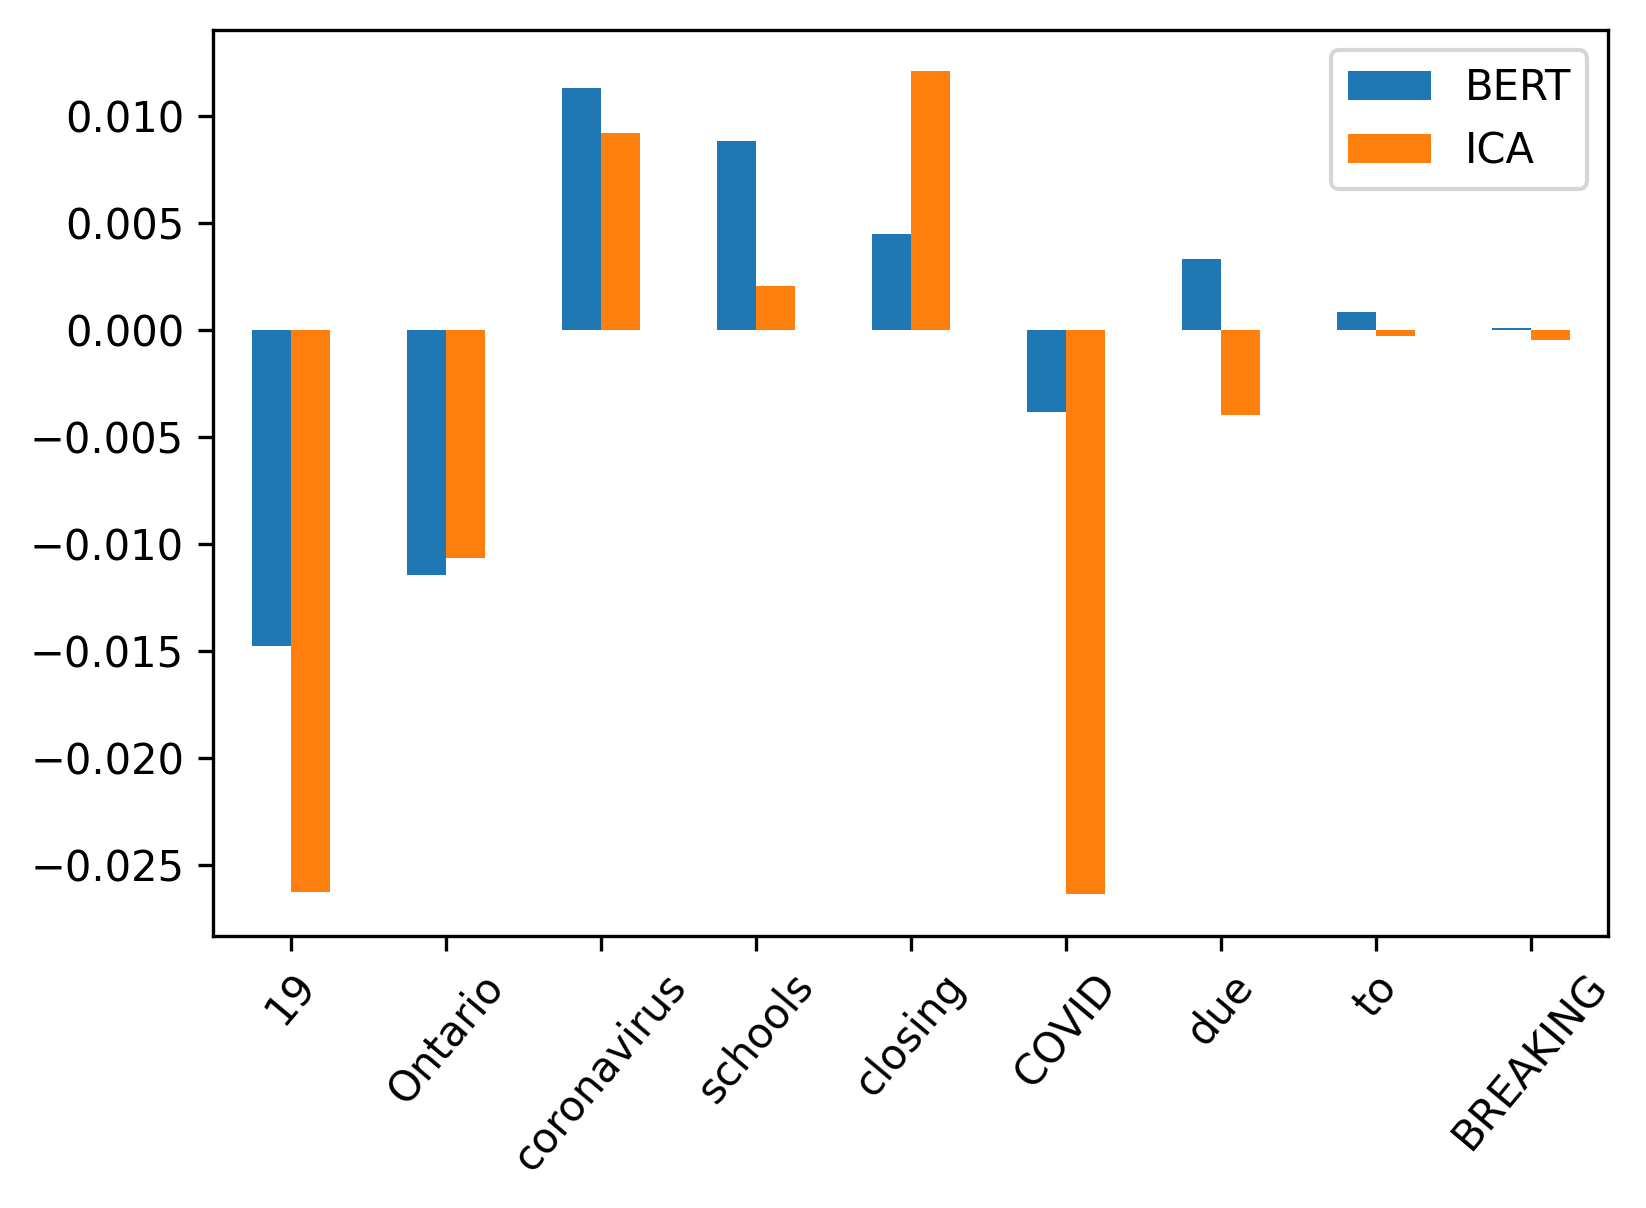 BERT
ICA
0.010
0.005
0.000
−0.005
−0.010
−0.015
−0.020
−0.025
19
Ontario
coronavirus
schools
closing
COVID
due
to
BREAKING